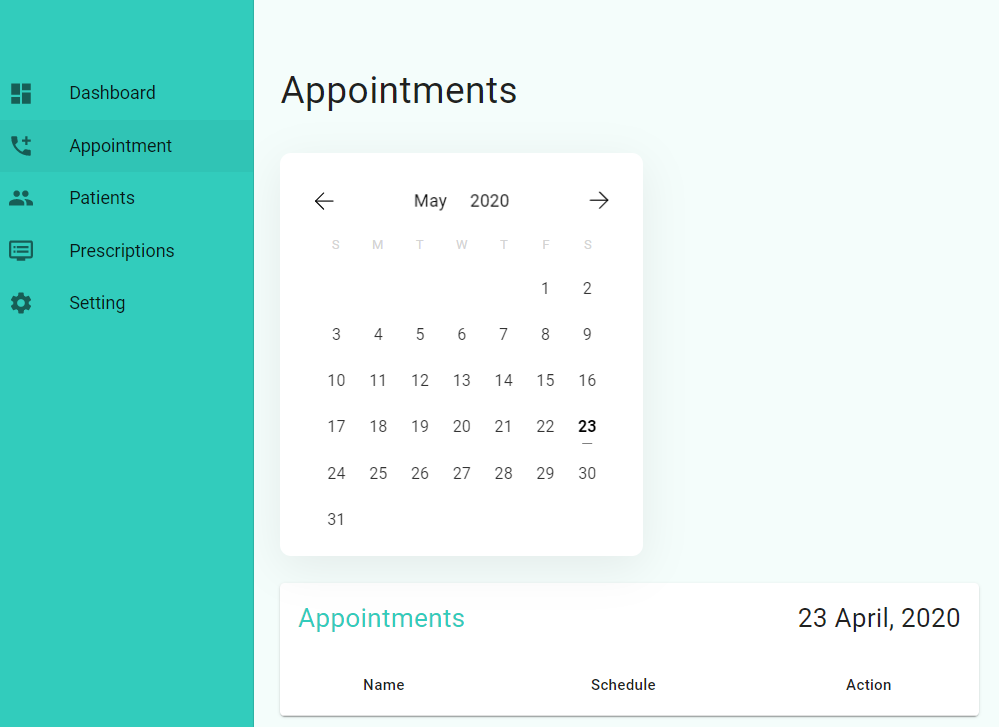 Dashboard
Appointment
Patients
Prescriptions
Setting
Appointments
May 2020
S M T W T F S
1 2
3 4 5 6 7 8 9
10 11 12 13 14 15 16
17 18 19 20 21 22 23
24 25 26 27 28 29 30
31
Appointments 23 April, 2020
Name Schedule Action